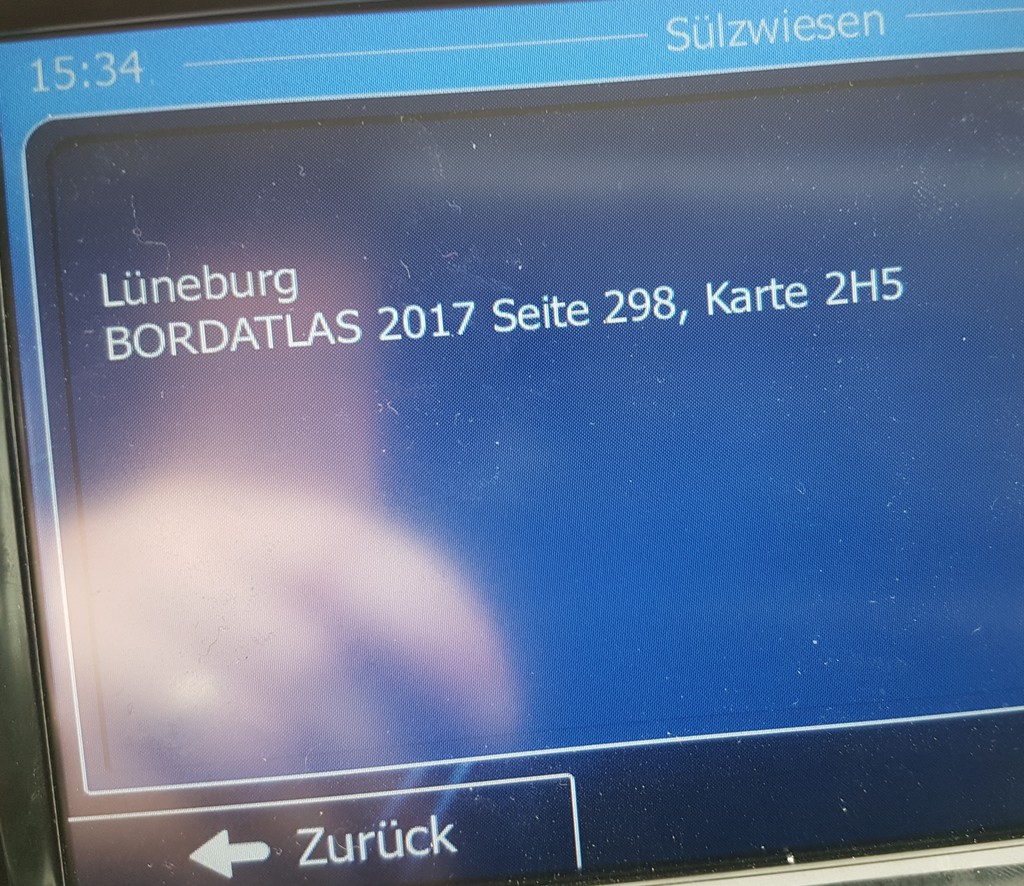 15:34
Sülzwiesen
Lüneburg
BORDATLAS 2017 Seite 298, Karte 2H5
Zurück